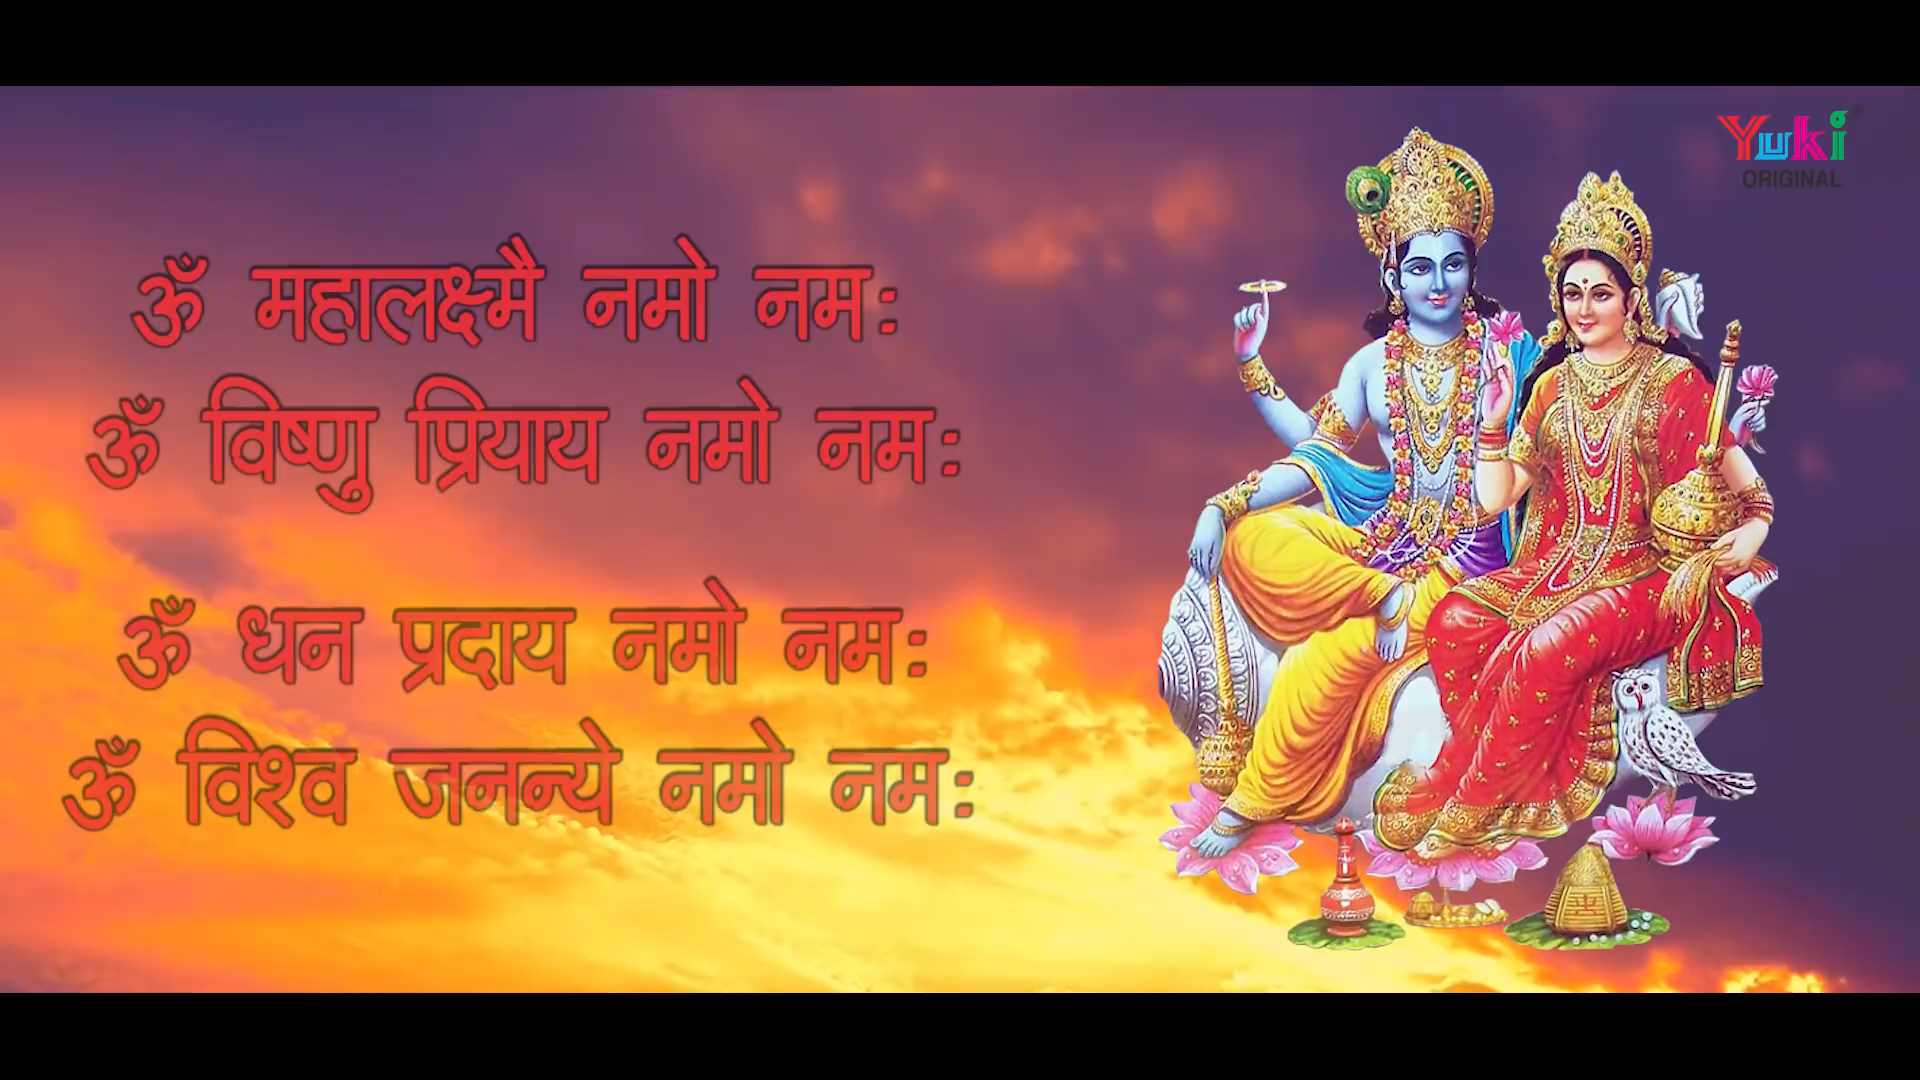 Yuki
ORIGINAL
ॐ महालक्ष्मै नमो नमः
ॐ विष्णु प्रियाय नमो नमः
ॐ धन प्रदाय नमो नमः
ॐ विश्व जनन्ये नमो नमः